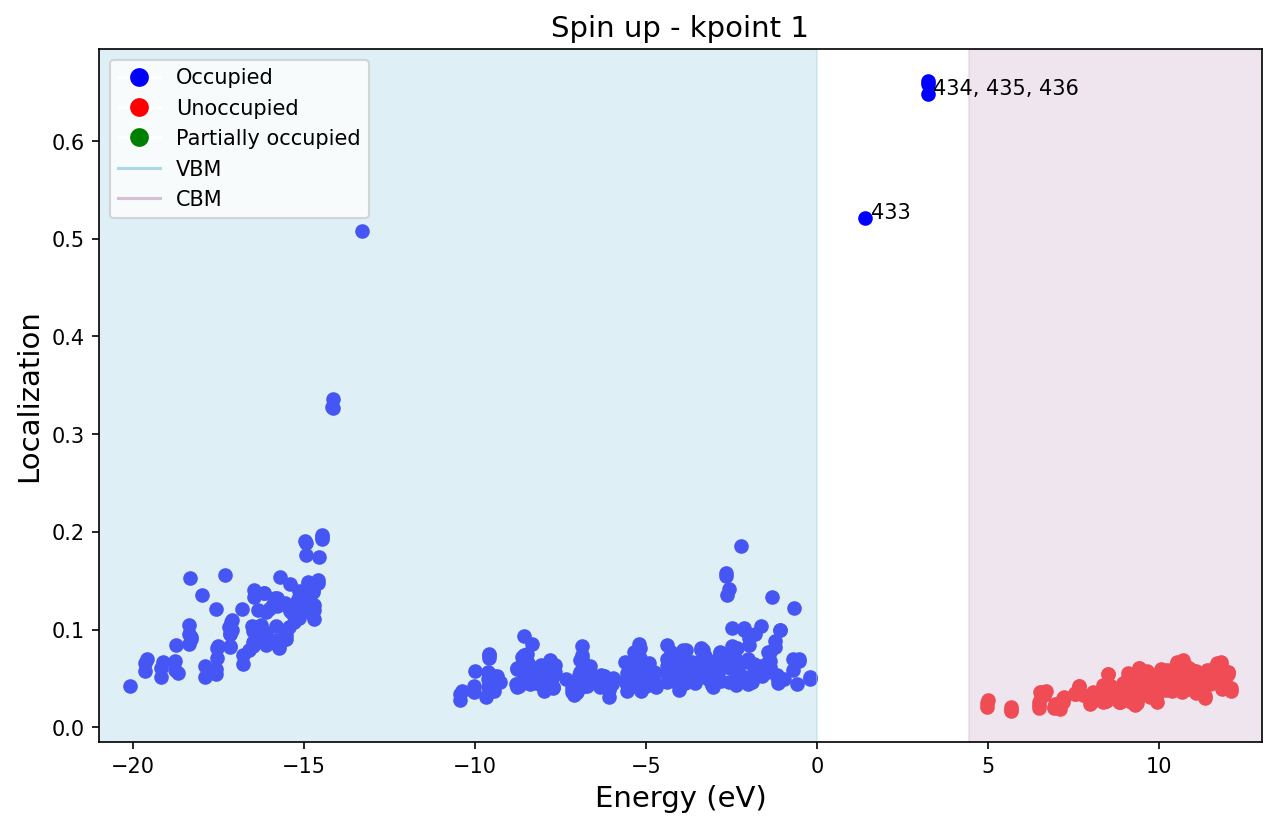 Spin up - kpoint 1
Occupied
Unoccupied
Partially occupied
VBM
CBM
434, 435, 436
433
Localization
0.6
0.5
0.4
0.3
0.2
0.1
0.0
−20
−15
−10
−5
0
5
10
Energy (eV)